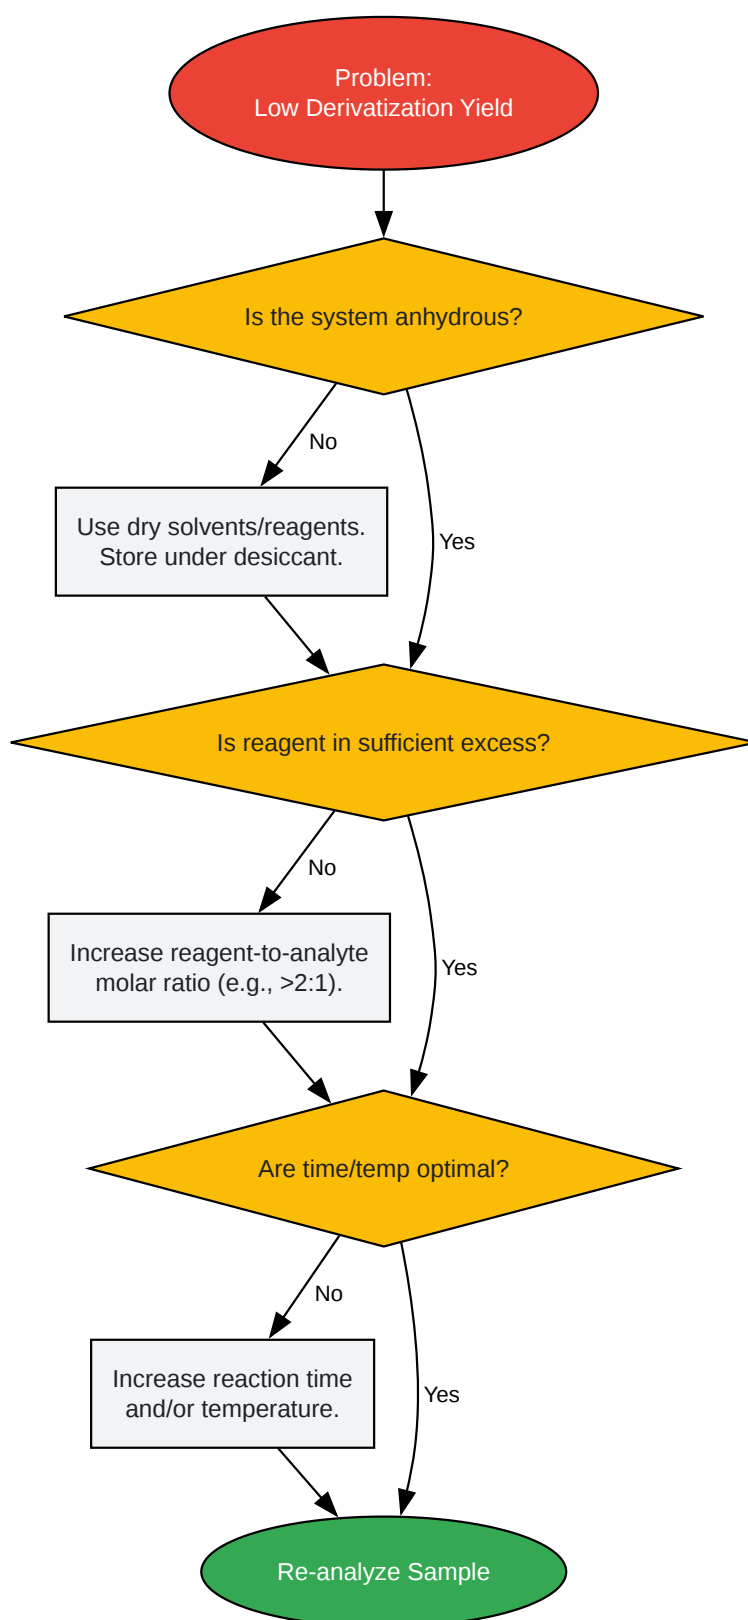 Problem:
Low Derivatization Yield
Is the system anhydrous?
No
Use dry solvents/reagents.
Store under desiccant.
Yes
Is reagent in sufficient excess?
No
Increase reagent-to-analyte
molar ratio (e.g., >2:1).
Yes
Are time/temp optimal?
No
Increase reaction time
and/or temperature.
Yes
Re-analyze Sample